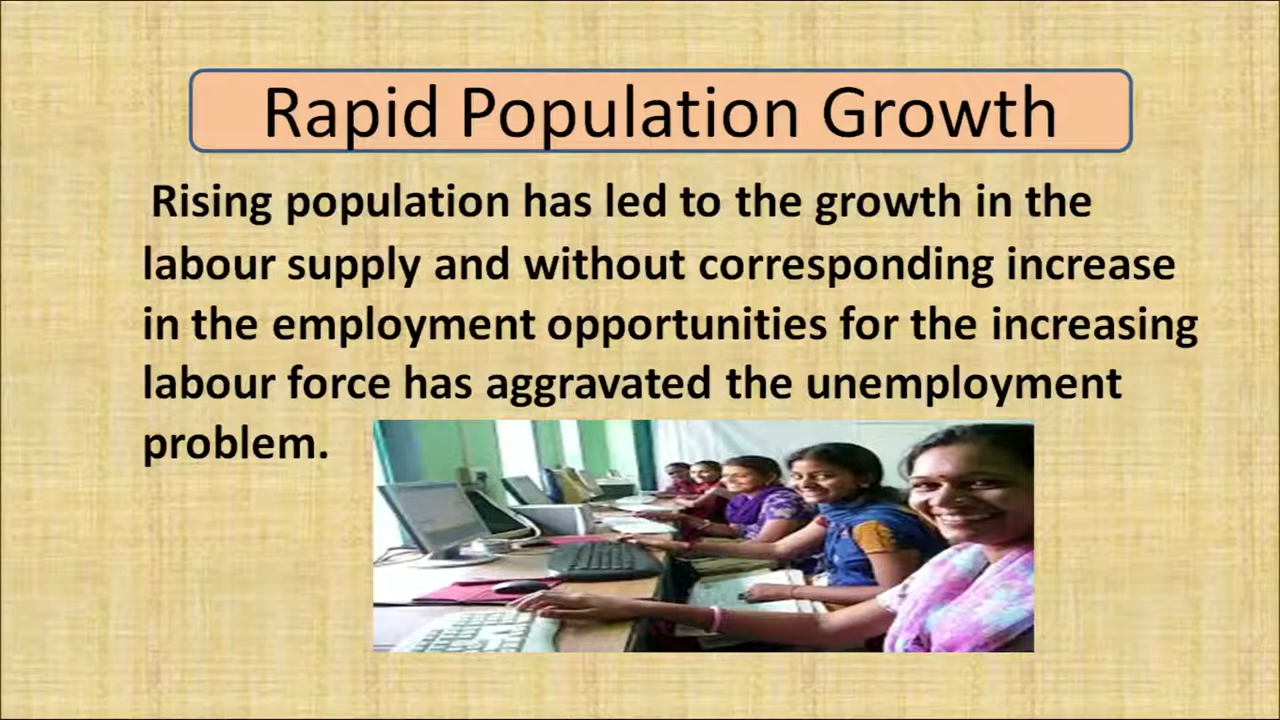 Rapid Population Growth
Rising population has led to the growth in the
labour supply and without corresponding increase
in the employment opportunities for the increasing
labour force has aggravated the unemployment
problem.